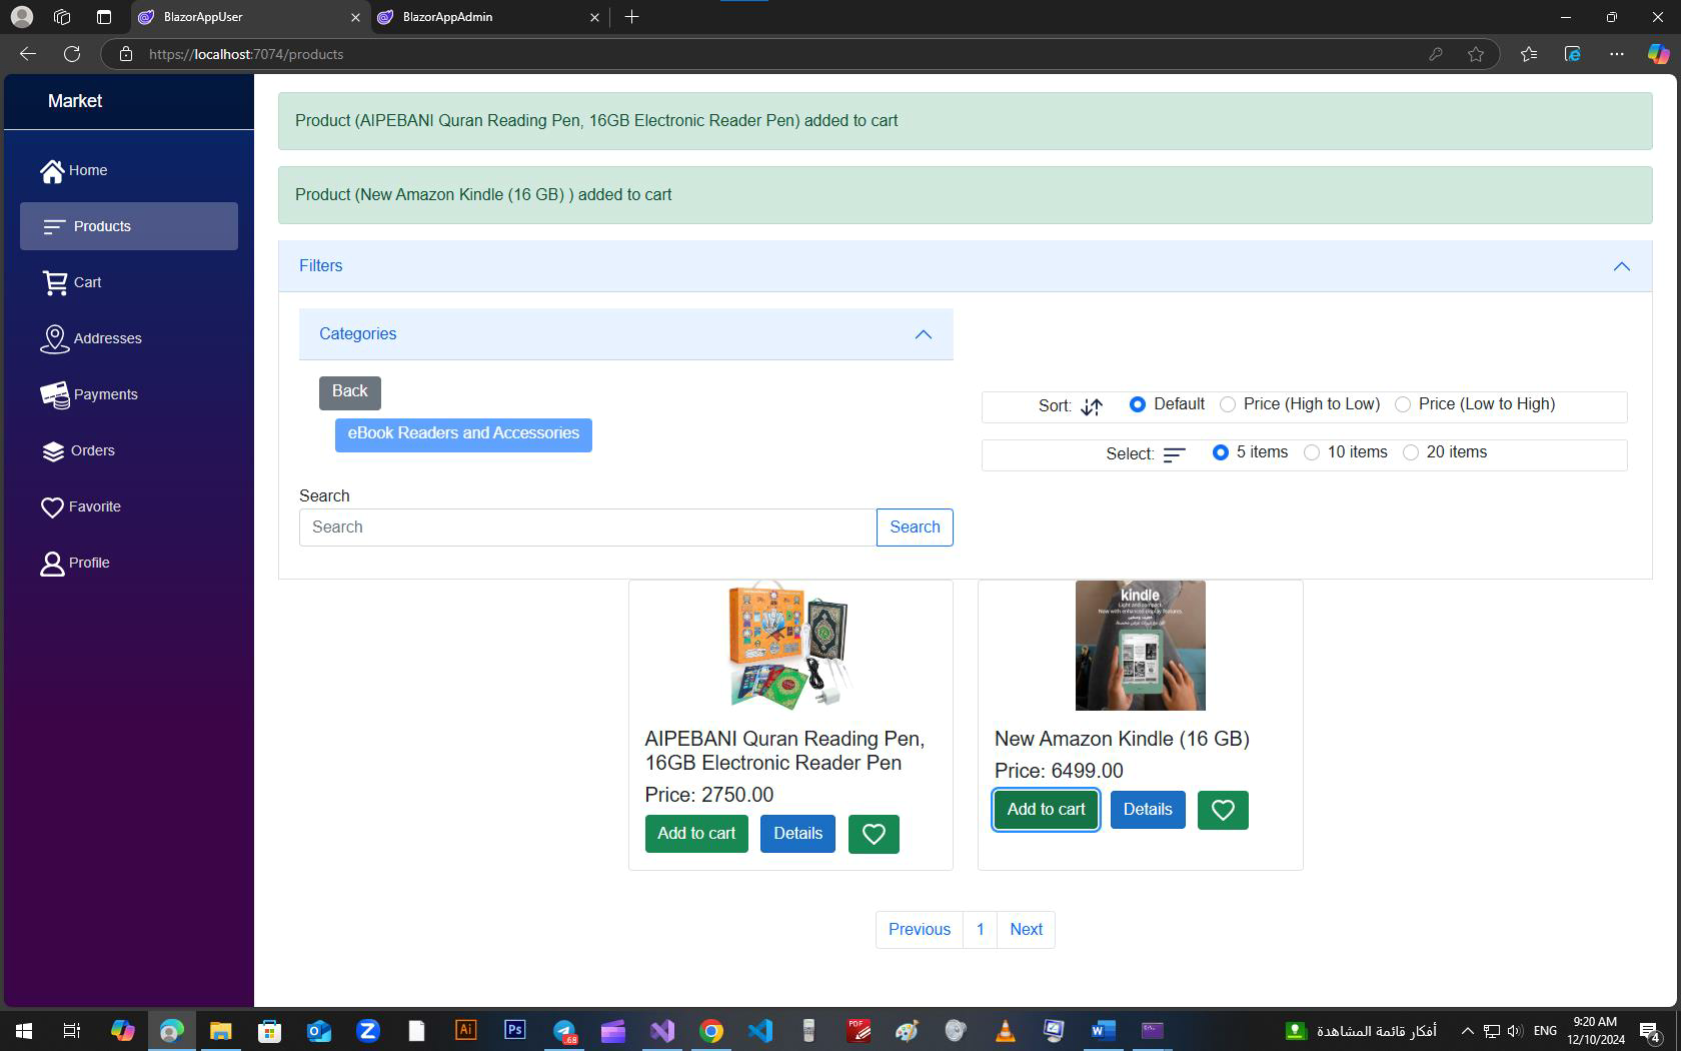 BlazorAppUser
BlazorAppAdmin
https://localhost:7074/products
Market
Home
Products
Cart
Addresses
Payments
Orders
Favorite
Profile
Product (AIPEBANI Quran Reading Pen, 16GB Electronic Reader Pen) added to cart
Product (New Amazon Kindle (16 GB) ) added to cart
Filters
Categories
Back
eBook Readers and Accessories
Search
Search
Search
Sort: Default Price (High to Low) Price (Low to High)
Select: 5 items 10 items 20 items
AIPEBANI Quran Reading Pen,
16GB Electronic Reader Pen
Price: 2750.00
Add to cart
Details
kindle
New Amazon Kindle (16 GB)
Price: 6499.00
Add to cart
Details
Previous 1 Next
Ai
Ps
PDF
أفكار قائمة المشاهدة
ENG
9:20 AM
12/10/2024
4